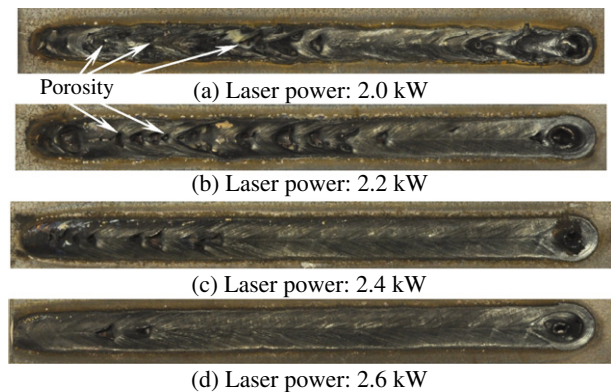 Porosity
(a) Laser power: 2.0 kW
(b) Laser power: 2.2 kW
(c) Laser power: 2.4 kW
(d) Laser power: 2.6 kW